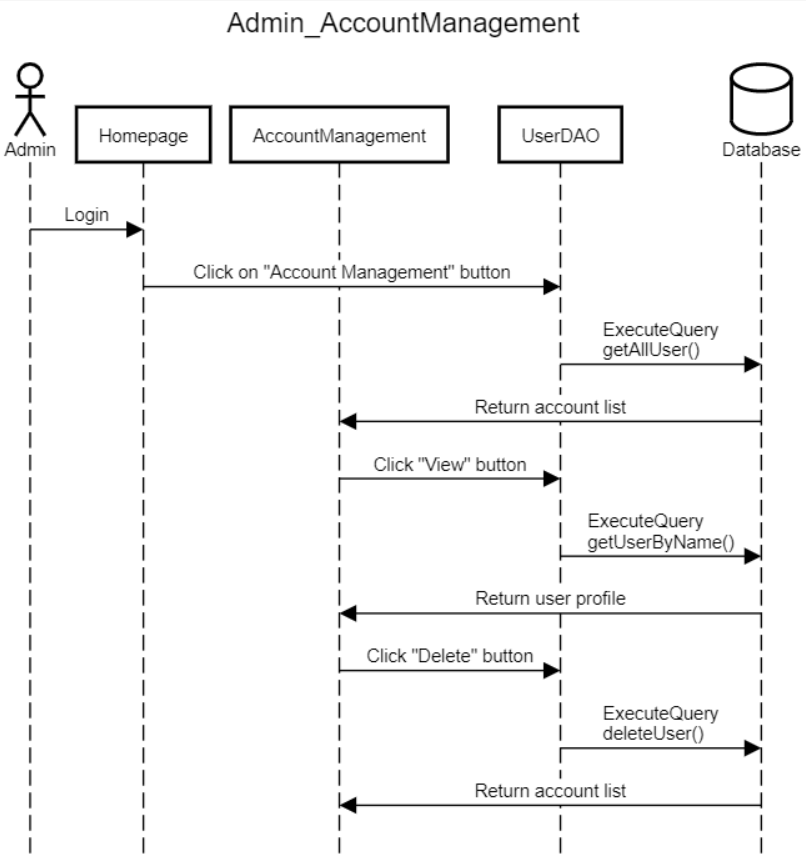 Admin_AccountManagement
Admin
Homepage
AccountManagement
UserDAO
Database
Login
Click on "Account Management" button
ExecuteQuery
getAllUser()
Return account list
Click "View" button
ExecuteQuery
getUserByName()
Return user profile
Click "Delete" button
ExecuteQuery
deleteUser()
Return account list